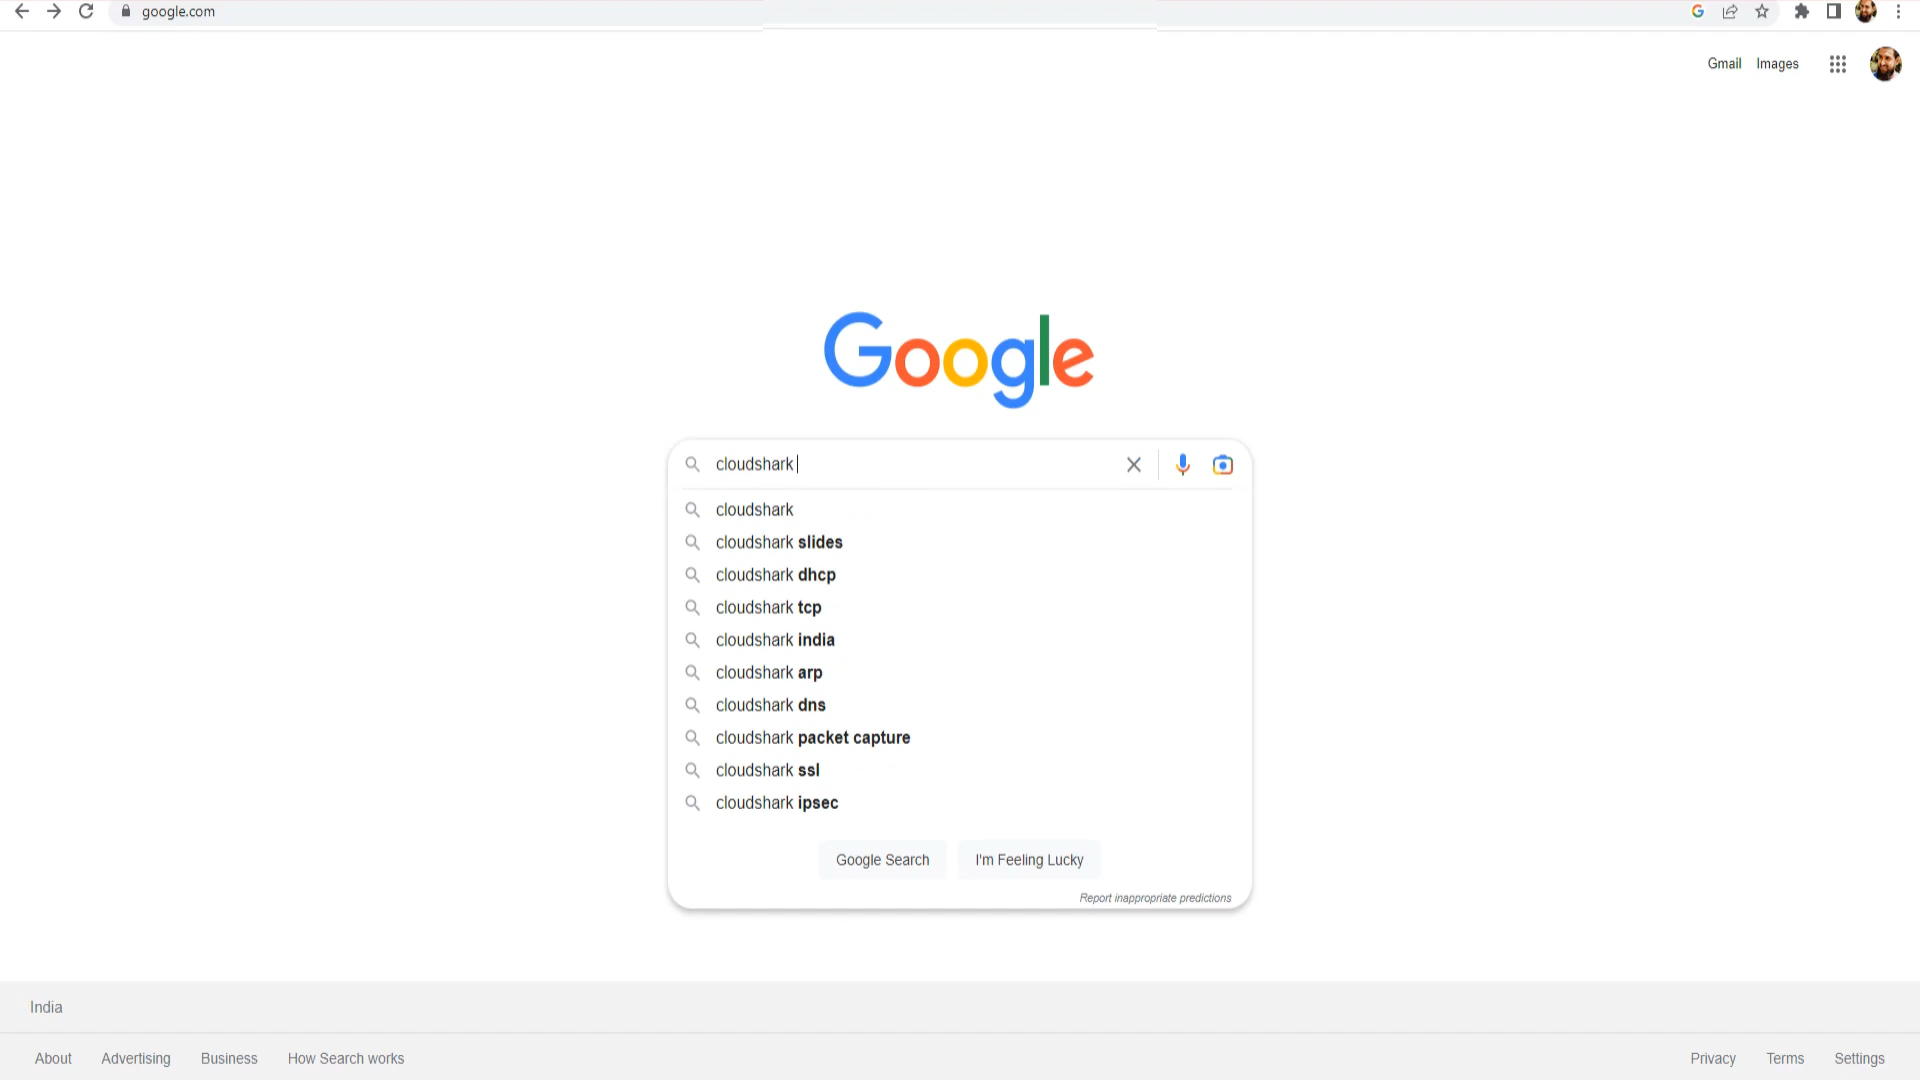 google.com
Gmail Images
Google
cloudshark
cloudshark
cloudshark slides
cloudshark dhcp
cloudshark tcp
cloudshark india
cloudshark arp
cloudshark dns
cloudshark packet capture
cloudshark ssl
cloudshark ipsec
Google Search I'm Feeling Lucky
Report inappropriate predictions
India
About Advertising Business How Search works Privacy Terms Settings